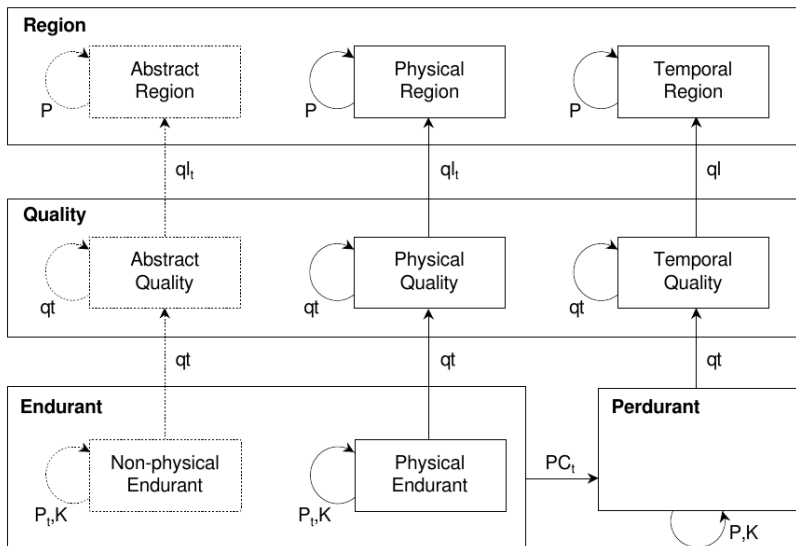 Region
Abstract
Region
Physical
Region
Temporal
Region
P
P
P
qlt
qlt
ql
Quality
Abstract
Quality
Physical
Quality
Temporal
Quality
qt
qt
qt
qt
qt
qt
Endurant
Perdurant
Non-physical
Endurant
Physical
Endurant
PCt
Pt,K
Pt,K
P,K